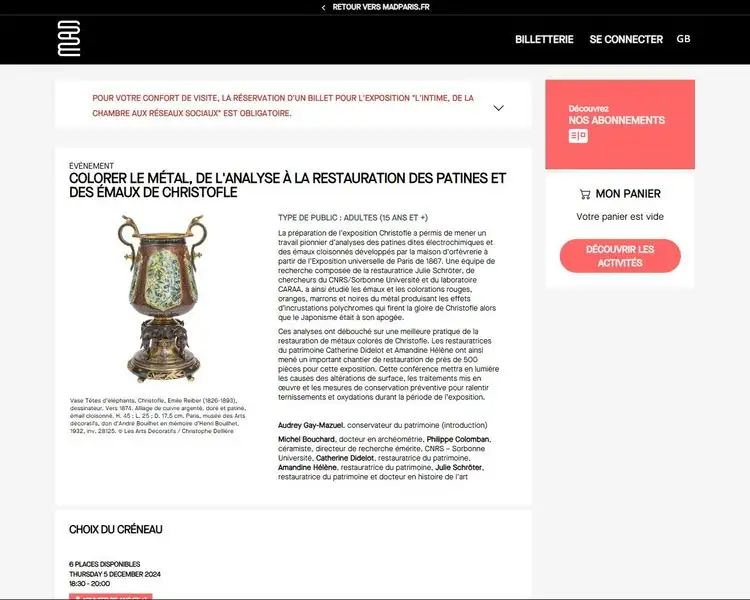 RETOUR VERS MADPARIS.FR
MAD
BILLETTERIE SE CONNECTER GB
POUR VOTRE CONFORT DE VISITE, LA RÉSERVATION D'UN BILLET POUR L'EXPOSITION "L'INTIME, DE LA
CHAMBRE AUX RÉSEAUX SOCIAUX" EST OBLIGATOIRE.
Découvrez
NOS ABONNEMENTS
MON PANIER
Votre panier est vide
DÉCOUVRIR LES
ACTIVITÉS
ÉVÉNEMENT
COLORER LE MÉTAL, DE L'ANALYSE À LA RESTAURATION DES PATINES ET
DES ÉMAUX DE CHRISTOFLE
TYPE DE PUBLIC : ADULTES (15 ANS ET +)
La préparation de l'exposition Christofle a permis de mener un
travail pionnier d'analyses des patines dites électrochimiques et
des émaux cloisonnés développés par la maison d'orfèvrerie à
partir de l'Exposition universelle de Paris de 1867. Une équipe de
recherche composée de la restauratrice Julie Schröter, de
chercheurs du CNRS/Sorbonne Université et du laboratoire
CARAA, a ainsi étudié les émaux et les colorations rouges,
oranges, marrons et noires du métal produisant les effets
d'incrustations polychromes qui firent la gloire de Christofle alors
que le Japonisme était à son apogée.
Ces analyses ont débouché sur une meilleure pratique de la
restauration de métaux colorés de Christofle. Les restauratrices
du patrimoine Catherine Didelot et Amandine Hélène ont ainsi
mené un important chantier de restauration de près de 500
pièces pour cette exposition. Cette conférence mettra en lumière
les causes des altérations de surface, les traitements mis en
œuvre et les mesures de conservation préventive pour ralentir
ternissements et oxydations durant la période de l'exposition.
Audrey Gay-Mazuel, conservateur du patrimoine (introduction)
Michel Bouchard, docteur en archéométrie, Philippe Colomban,
céramiste, directeur de recherche émérite, CNRS – Sorbonne
Université, Catherine Didelot, restauratrice du patrimoine,
Amandine Hélène, restauratrice du patrimoine, Julie Schröter,
restauratrice du patrimoine et docteur en histoire de l'art
Vase Têtes d'éléphants, Christofle, Emile Reiber (1826-1893),
dessinateur. Vers 1874. Alliage de cuivre argenté, doré et patiné,
émail cloisonné. H. 45 ; L. 25 ; D. 17,5 cm. Paris, musée des Arts
décoratifs, don d'André Bouilhet en mémoire d'Henri Bouilhet,
1932, inv. 28125. © Les Arts Décoratifs / Christophe Dellière
CHOIX DU CRÉNEAU
6 PLACES DISPONIBLES
THURSDAY 5 DECEMBER 2024
18:30 - 20:00